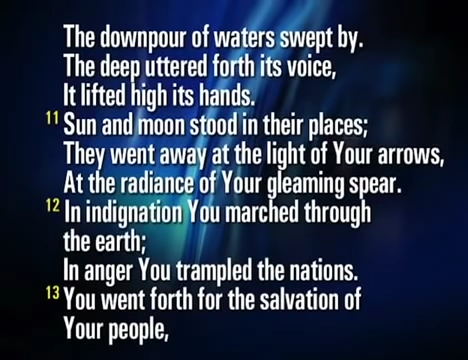 The downpour of waters swept by.
The deep uttered forth its voice,
It lifted high its hands.
11 Sun and moon stood in their places;
They went away at the light of Your arrows,
At the radiance of Your gleaming spear.
12 In indignation You marched through
the earth;
In anger You trampled the nations.
13 You went forth for the salvation of
Your people,